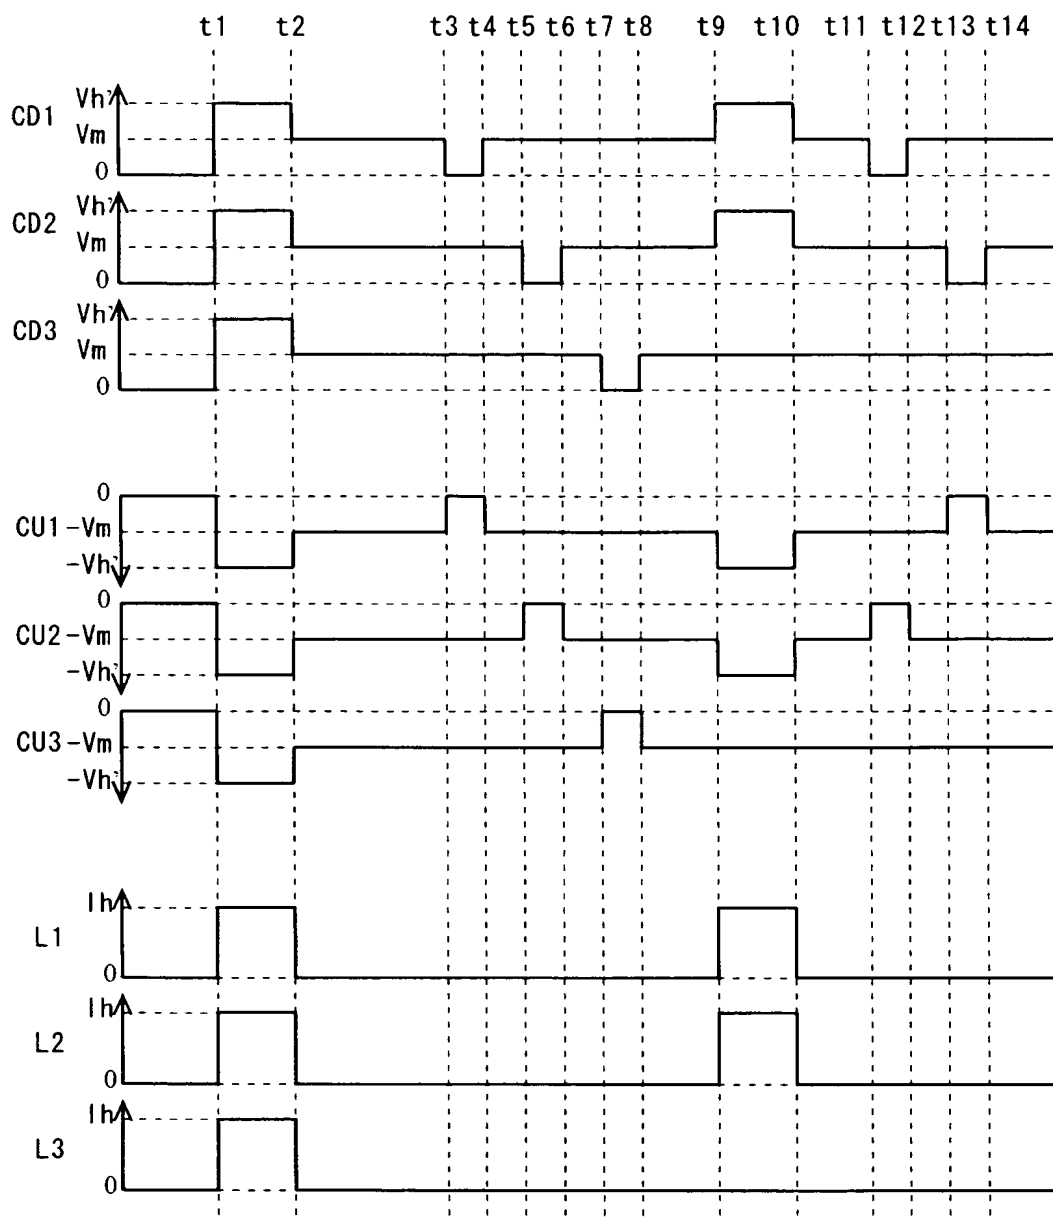 t1 t2 t3 t4 t5 t6 t7 t8 t9 t10 t11 t12 t13 t14
CD1
Vh'
Vm
0
CD2
Vh'
Vm
0
CD3
Vh'
Vm
0
0
CU1 -Vm
-Vh'
0
CU2 -Vm
-Vh'
0
CU3 -Vm
-Vh'
Ih
L1
0
Ih
L2
0
Ih
L3
0